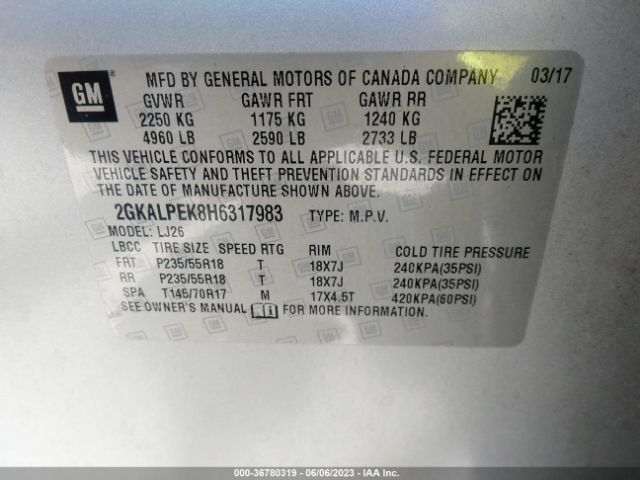 GM
MFD BY GENERAL MOTORS OF CANADA COMPANY 03/17
GVWR GAWR FRT GAWR RR
2250 KG 1175 KG 1240 KG
4960 LB 2590 LB 2733 LB
THIS VEHICLE CONFORMS TO ALL APPLICABLE U.S. FEDERAL MOTOR
VEHICLE SAFETY AND THEFT PREVENTION STANDARDS IN EFFECT ON
DATE OF MANUFACTURE SHOWN ABOVE.
2GKALPEK8H6317983 TYPE: M.P.V.
MODEL: LJ26
LBCC TIRE SIZE SPEED RTG RIM COLD TIRE PRESSURE
FRT P235/55R18 T 18X7J 240KPA(35PSI)
RR P235/55R18 T 18X7J 240KPA(35PSI)
SPA T145/70R17 M 17X4.5T 420KPA(60PSI)
SEE OWNER'S MANUAL i FOR MORE INFORMATION.
000-36780319 - 06/06/2023 - IAA Inc.